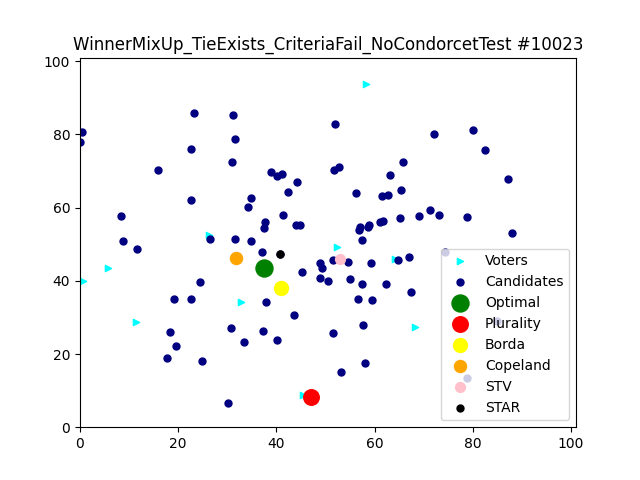 WinnerMixUp_TieExists_CriteriaFail_NoCondorcetTest #10023
100
80
60
40
20
0
0 20 40 60 80 100
Voters
Candidates
Optimal
Plurality
Borda
Copeland
STV
STAR